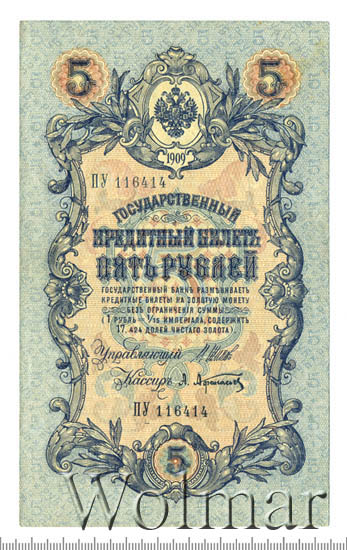 5 5
1909
ПУ 116414
ГОСУДАРСТВЕННЫЙ
КРЕДИТНЫЙ БИЛЕТЪ
ПЯТЬ РУБЛЕЙ
ГОСУДАРСТВЕННЫЙ БАНКЪ РАЗМѢНИВАЕТЪ
КРЕДИТНЫЕ БИЛЕТЫ НА ЗОЛОТУЮ МОНЕТУ
БЕЗЪ ОГРАНИЧЕНІЯ СУММЫ
(1 РУБЛЬ = 1/15 ИМПЕРІАЛА, СОДЕРЖИТЪ
17,424 ДОЛЕЙ ЧИСТАГО ЗОЛОТА).
Управляющій
Кассиръ
ПУ 116414
5
Wolmar